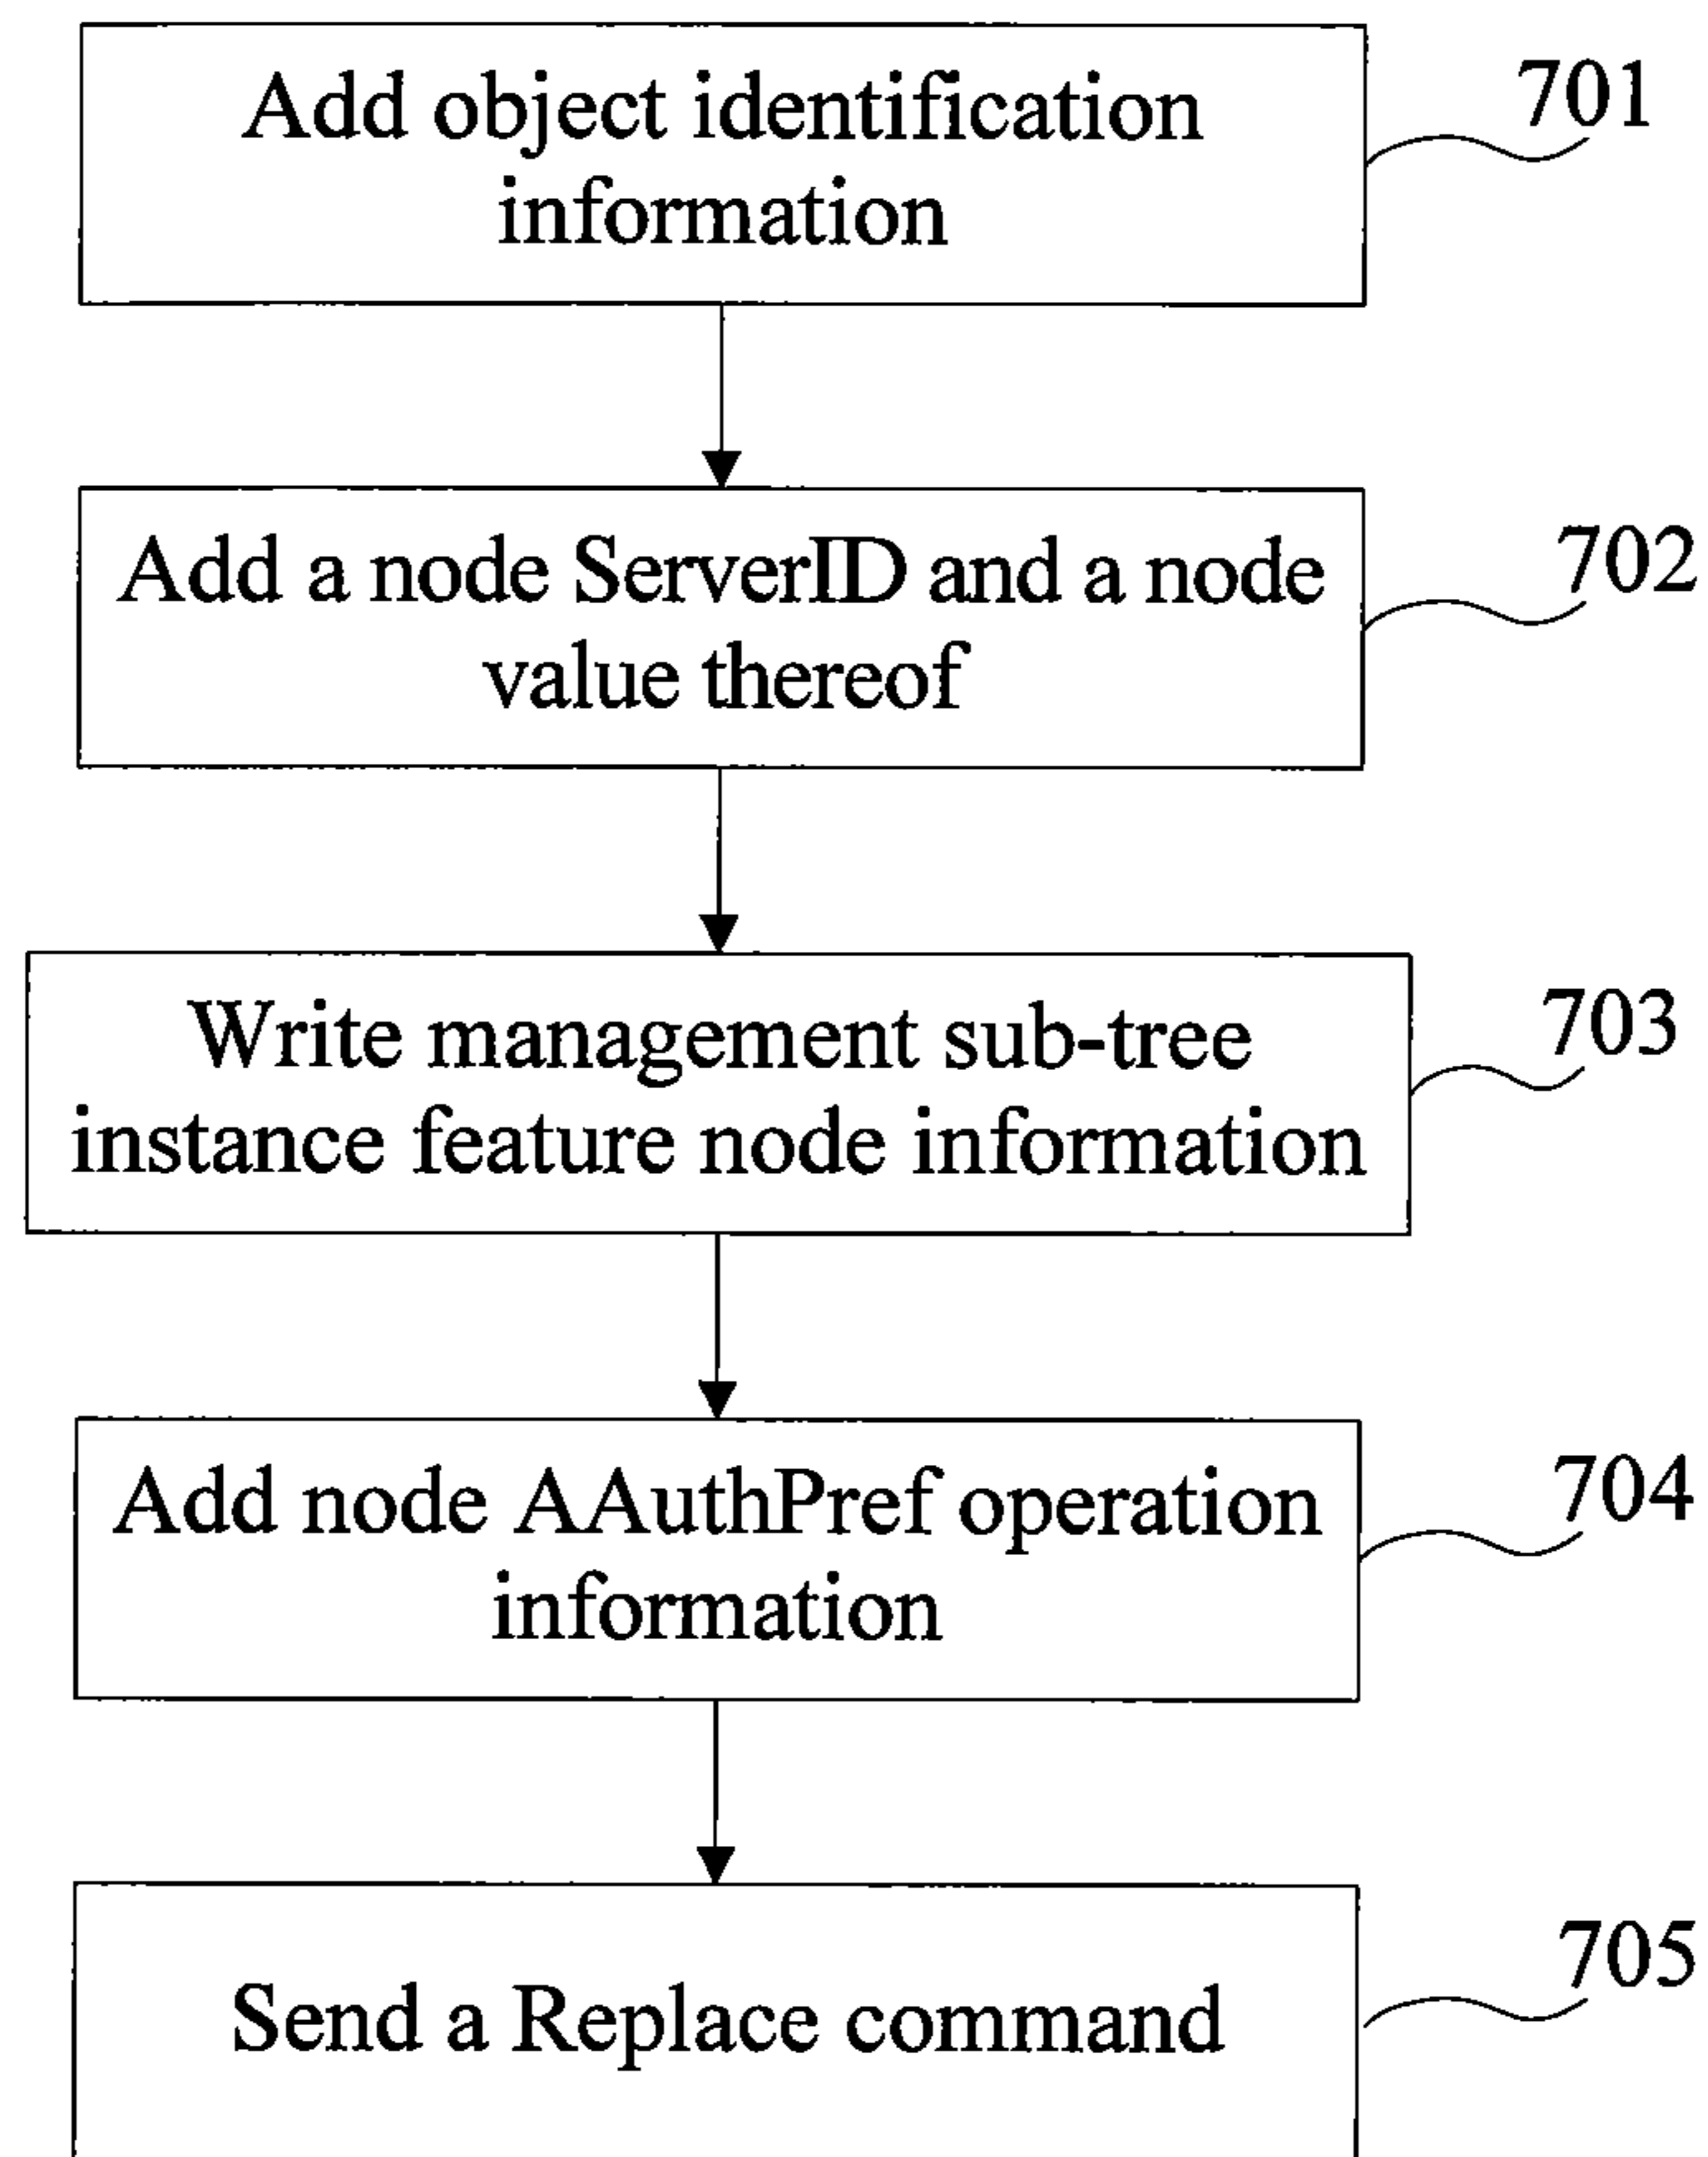 Add object identification
information
701
Add a node ServerID and a node
value thereof
702
Write management sub-tree
instance feature node information
703
Add node AAuthPref operation
information
704
Send a Replace command
705